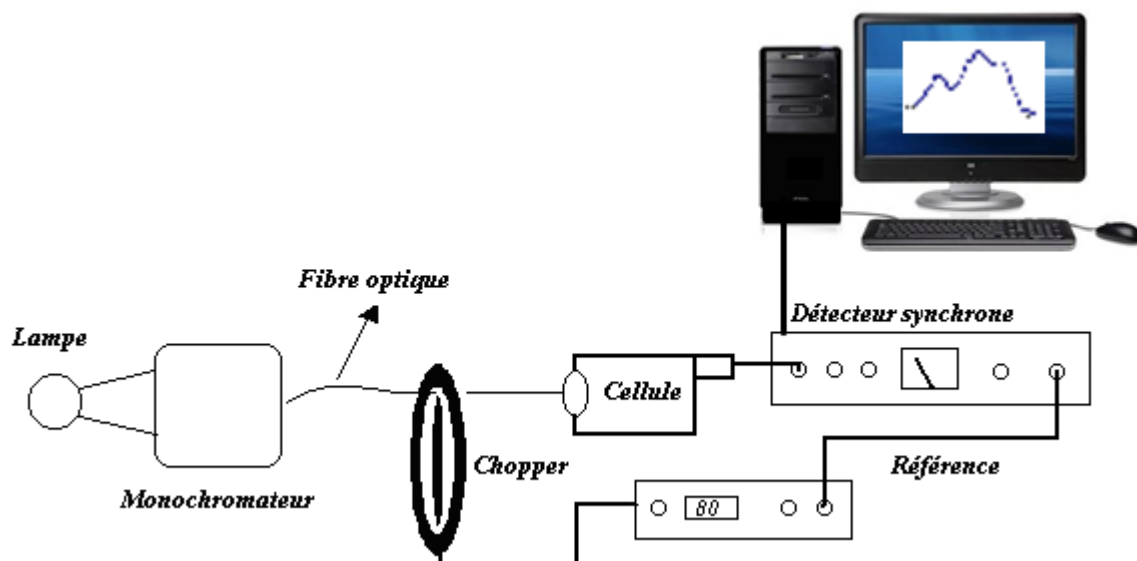 Fibre optique
Détecteur synchrone
Lampe
Cellule
Chopper
Référence
Monochromateur
80